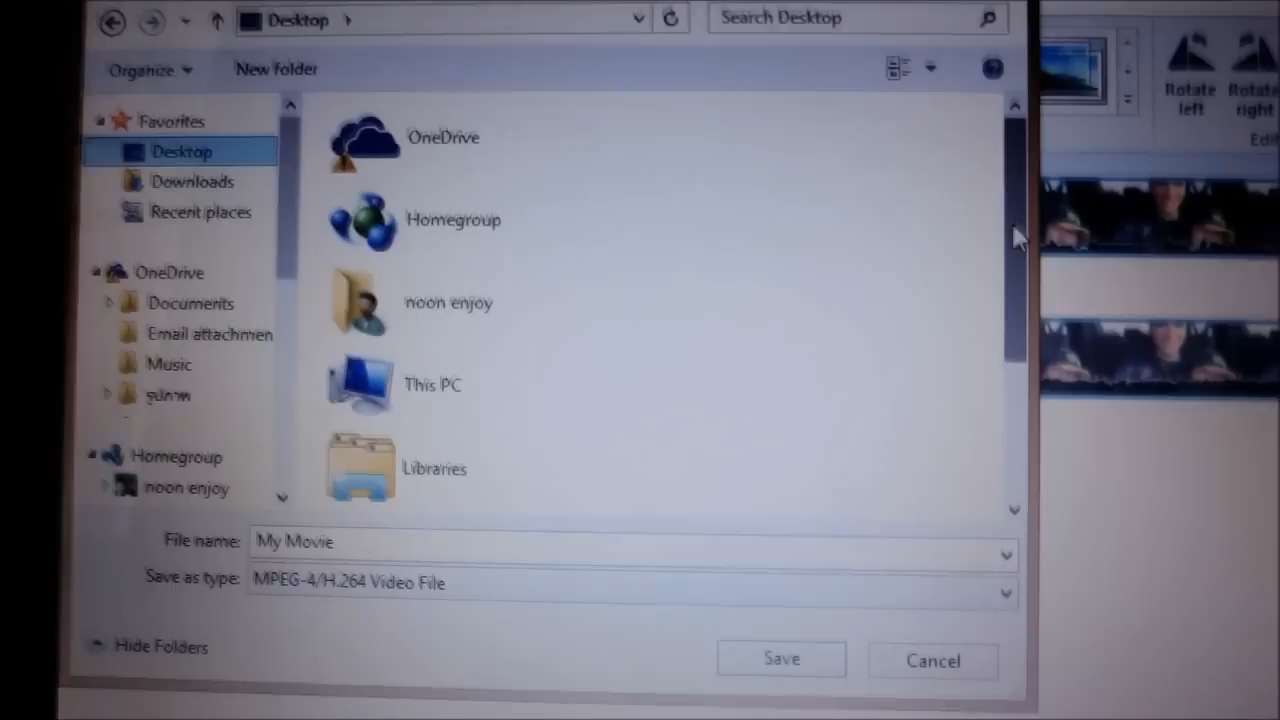 Desktop
Search Desktop
Organize
New folder
Favorites
Desktop
Downloads
Recent places
OneDrive
Documents
Email attachmen
Music
รูปภาพ
Homegroup
noon enjoy
OneDrive
Homegroup
noon enjoy
This PC
Libraries
File name: My Movie
Save as type: MPEG-4/H.264 Video File
Hide Folders
Save
Cancel
Rotate left
Rotate right